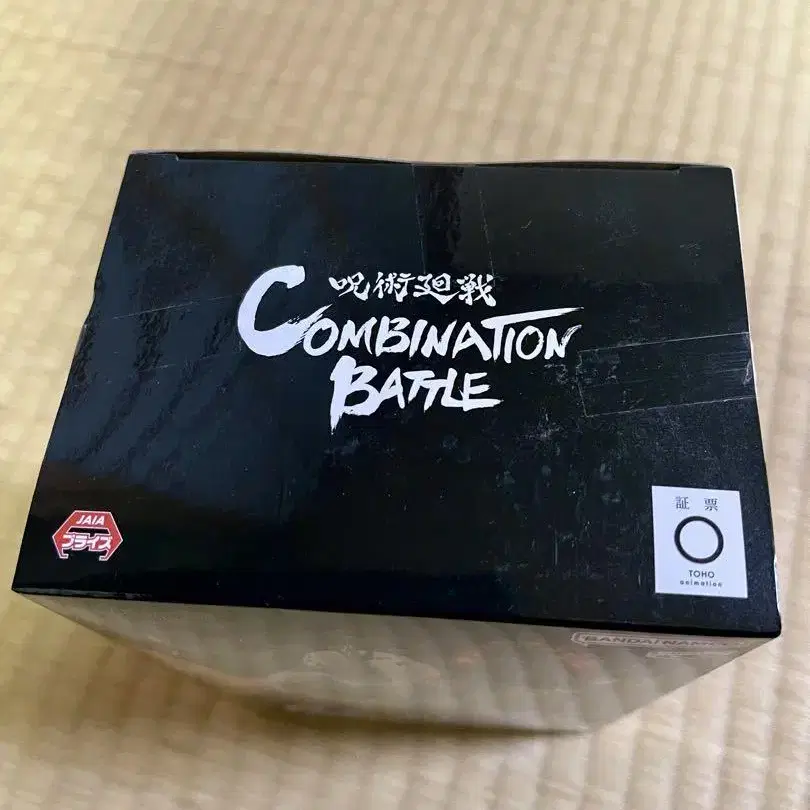 呪術廻戦
COMBINATION
BATTLE
JAIA
プライズ
証票
TOHO
animation
BANDAI NAMCO